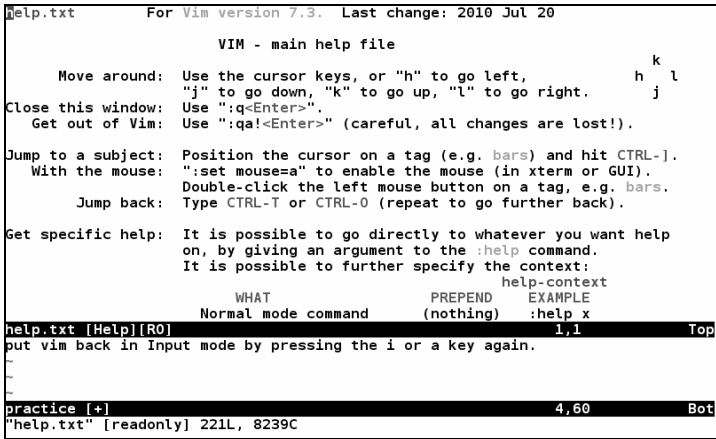 help.txt For Vim version 7.3. Last change: 2010 Jul 20
VIM - main help file
k
Move around: Use the cursor keys, or "h" to go left, h l
"j" to go down, "k" to go up, "l" to go right. j
Close this window: Use ":q<Enter>".
Get out of Vim: Use ":qa!<Enter>" (careful, all changes are lost!).
Jump to a subject: Position the cursor on a tag (e.g. bars) and hit CTRL-].
With the mouse: ":set mouse=a" to enable the mouse (in xterm or GUI).
Double-click the left mouse button on a tag, e.g. bars.
Jump back: Type CTRL-T or CTRL-O (repeat to go further back).
Get specific help: It is possible to go directly to whatever you want help
on, by giving an argument to the :help command.
It is possible to further specify the context:
help-context
WHAT PREPEND EXAMPLE
Normal mode command (nothing) :help x
help.txt [Help][RO] 1,1 Top
put vim back in Input mode by pressing the i or a key again.
~
~
~
practice [+] 4,60 Bot
"help.txt" [readonly] 221L, 8239C